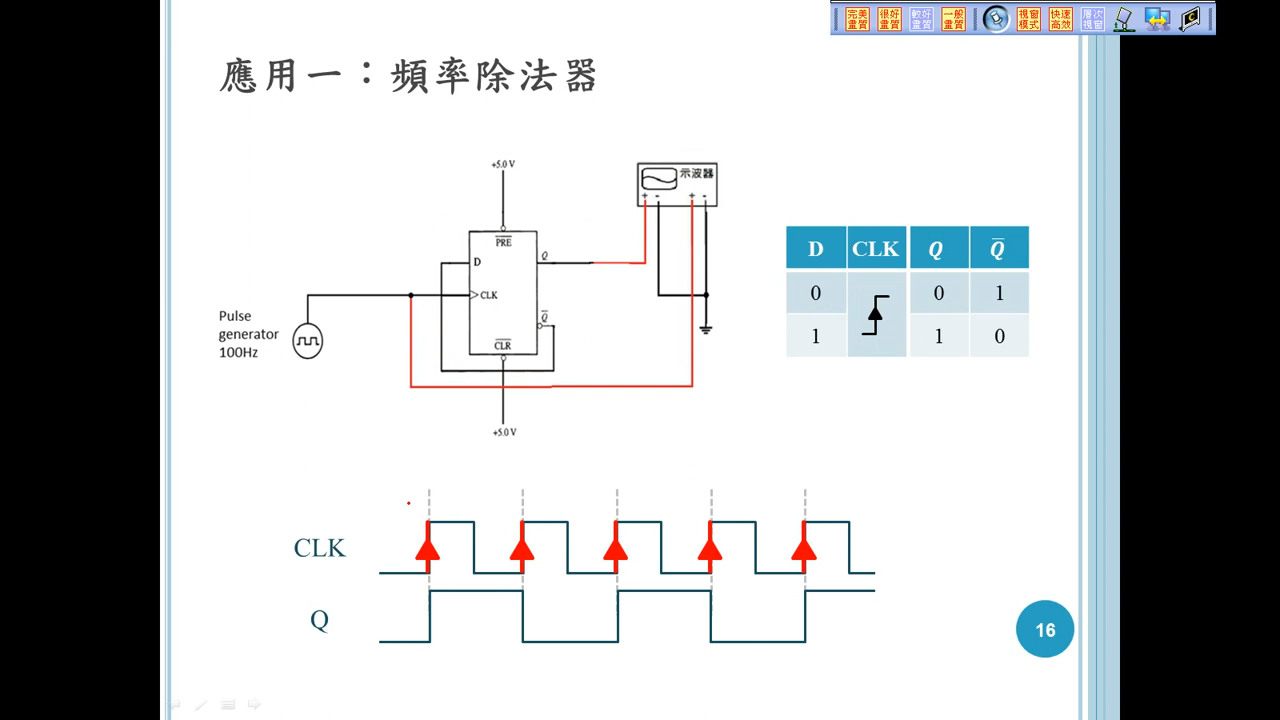 完美畫質 很好畫質 較好畫質 一般畫質 視窗模式 快速高效 層次視窗
應用一：頻率除法器
+5.0 V
示波器
+ - + -
PRE
D
Q
CLK
Q
CLR
+5.0 V
Pulse
generator
100Hz
D CLK Q Q̅
0 0 1
1 1 0
CLK
Q
16